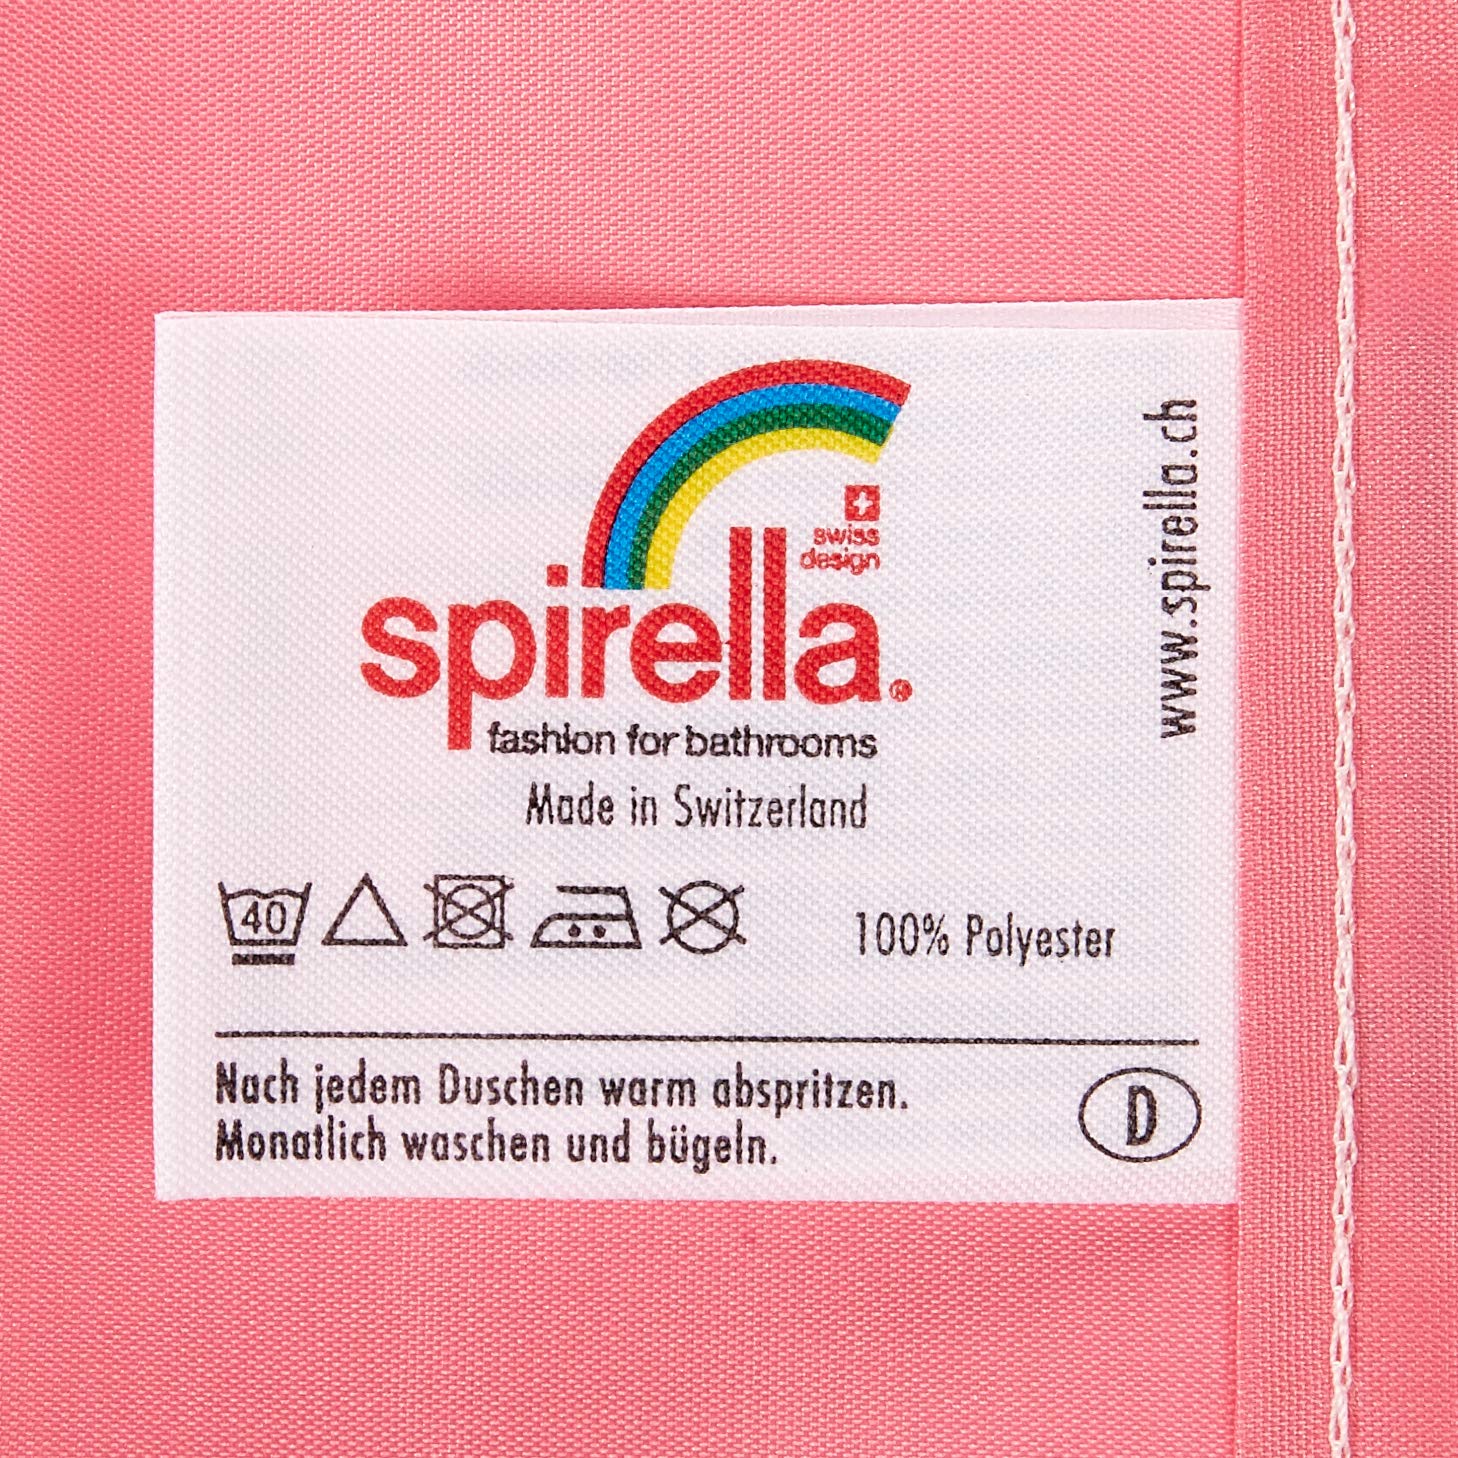 swiss
design
spirella®
fashion for bathrooms
Made in Switzerland
www.spirella.ch
40
100% Polyester
Nach jedem Duschen warm abspritzen.
Monatlich waschen und bügeln.
D